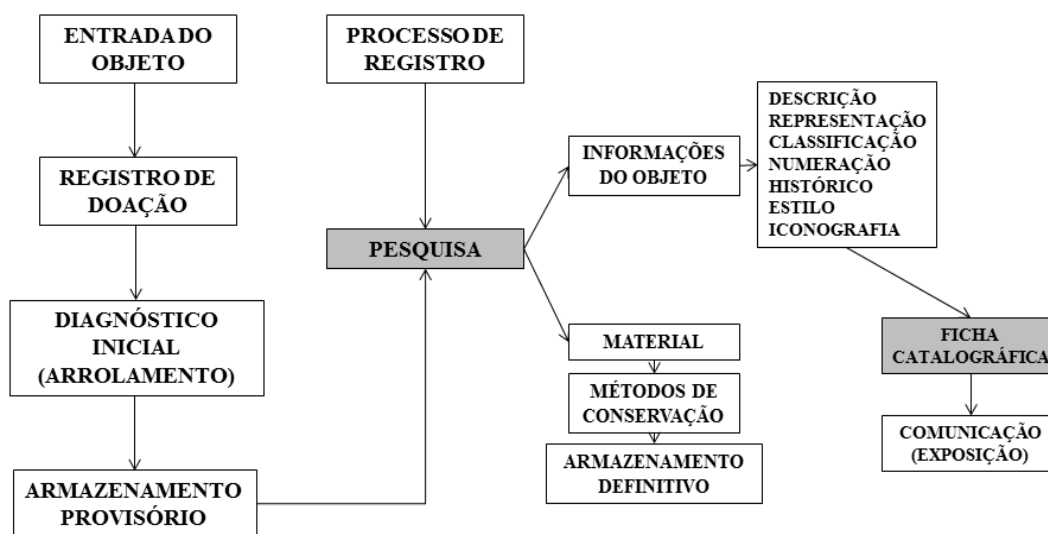 ENTRADA DO
OBJETO
REGISTRO DE
DOAÇÃO
DIAGNÓSTICO
INICIAL
(ARROLAMENTO)
ARMAZENAMENTO
PROVISÓRIO
PROCESSO DE
REGISTRO
PESQUISA
INFORMAÇÕES
DO OBJETO
DESCRIÇÃO
REPRESENTAÇÃO
CLASSIFICAÇÃO
NUMERAÇÃO
HISTÓRICO
ESTILO
ICONOGRAFIA
MATERIAL
MÉTODOS DE
CONSERVAÇÃO
ARMAZENAMENTO
DEFINITIVO
FICHA
CATALOGRÁFICA
COMUNICAÇÃO
(EXPOSIÇÃO)